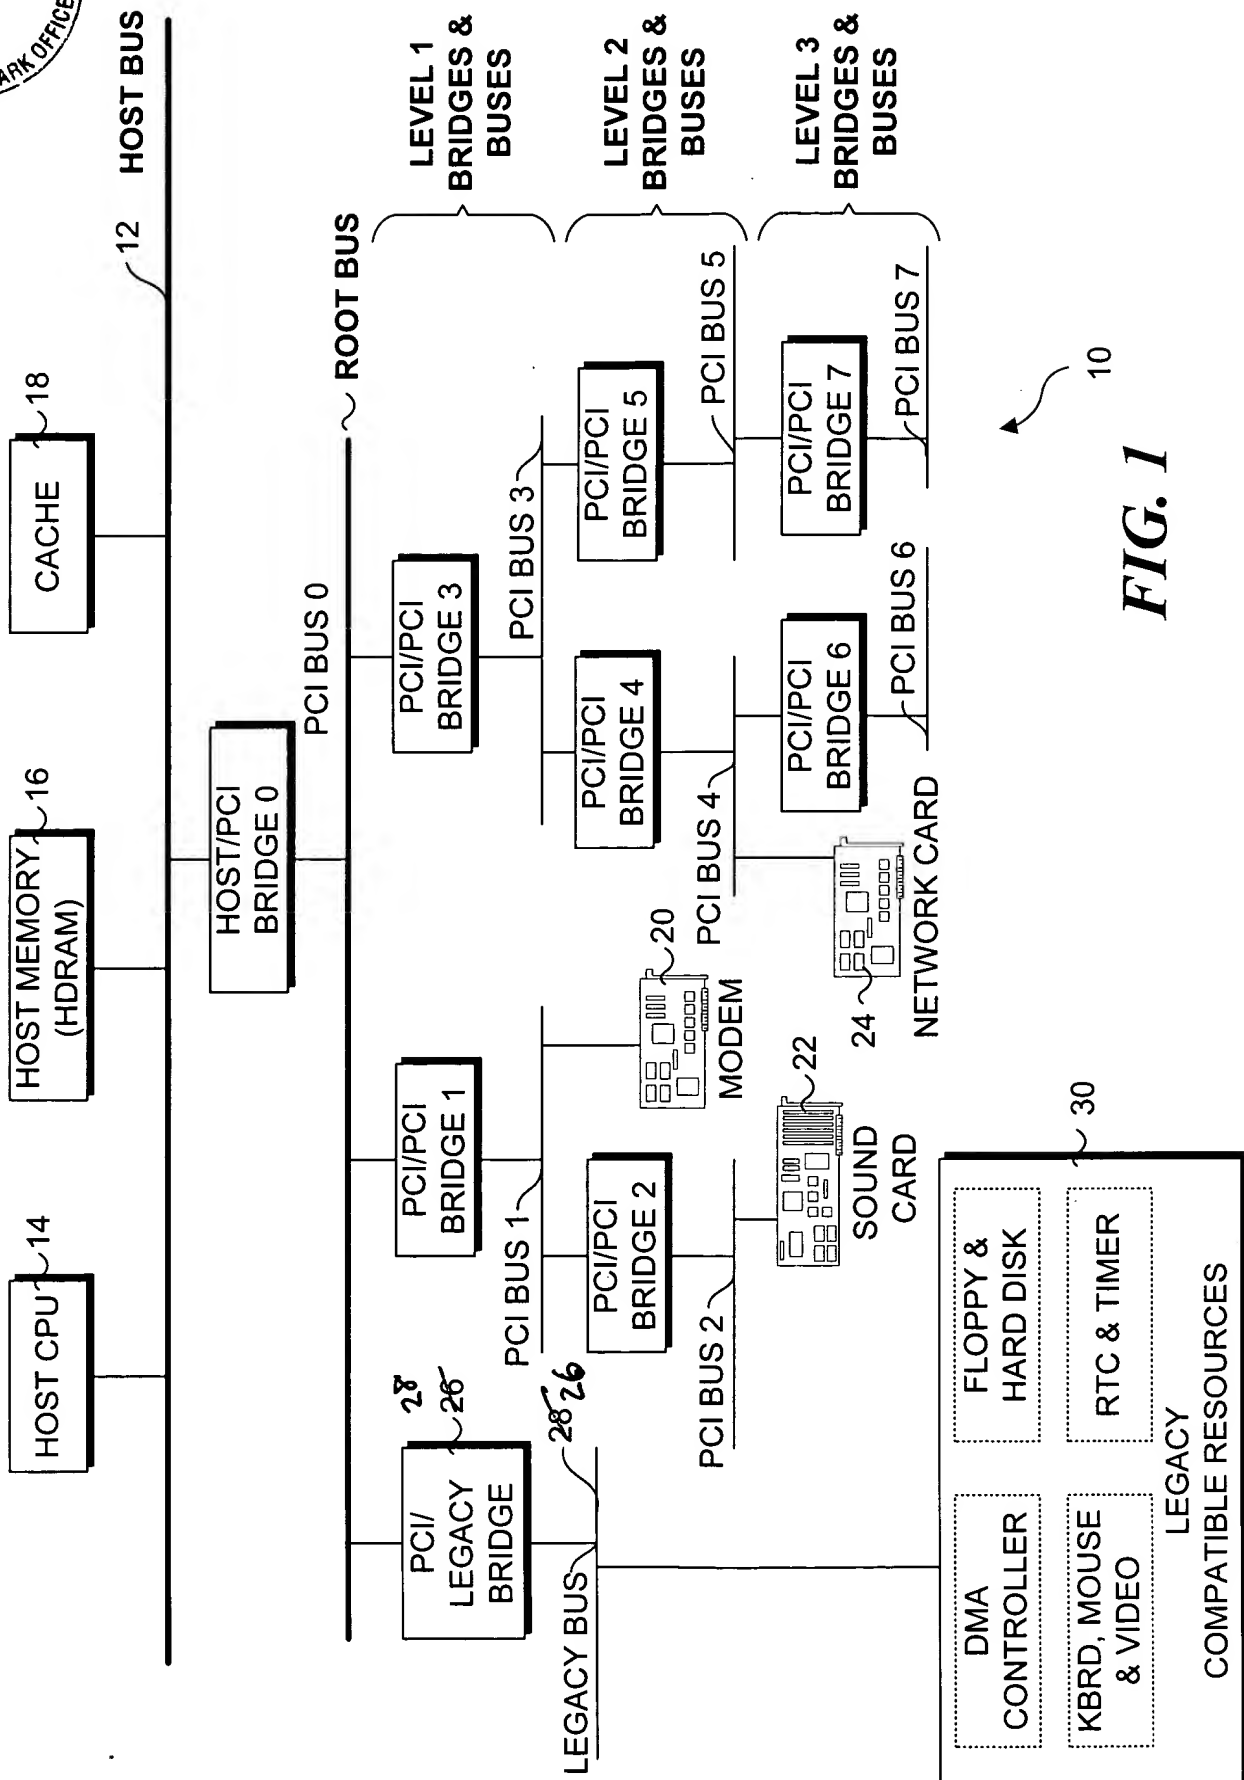 ARK OFFICE
HOST CPU
14
HOST MEMORY
(HDRAM)
16
CACHE
18
12
HOST BUS
HOST/PCI
BRIDGE 0
PCI BUS 0
ROOT BUS
PCI/
LEGACY
BRIDGE
26
28
PCI/PCI
BRIDGE 1
PCI/PCI
BRIDGE 3
LEVEL 1
BRIDGES &
BUSES
LEGACY BUS
28
26
PCI BUS 1
PCI BUS 3
PCI/PCI
BRIDGE 2
MODEM
20
PCI/PCI
BRIDGE 4
PCI/PCI
BRIDGE 5
LEVEL 2
BRIDGES &
BUSES
PCI BUS 2
PCI BUS 4
PCI BUS 5
SOUND
CARD
22
24
NETWORK CARD
PCI/PCI
BRIDGE 6
PCI/PCI
BRIDGE 7
LEVEL 3
BRIDGES &
BUSES
PCI BUS 6
PCI BUS 7
DMA
CONTROLLER
FLOPPY &
HARD DISK
KBRD, MOUSE
& VIDEO
RTC & TIMER
LEGACY
COMPATIBLE RESOURCES
30
10
FIG. 1